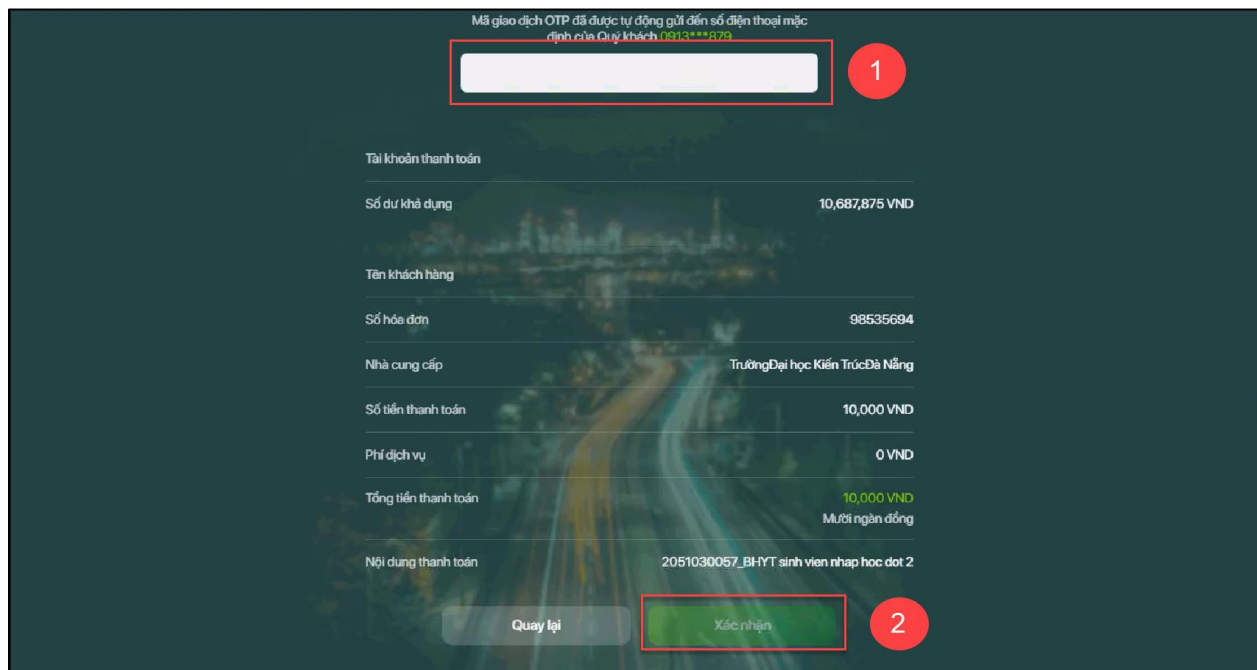 Mã giao dịch OTP đã được tự động gửi đến số điện thoại mặc
định của Quý khách 0913***879
1
Tài khoản thanh toán
Số dư khả dụng 10,687,875 VND
Tên khách hàng
Số hóa đơn 98535694
Nhà cung cấp TrườngĐại học Kiến TrúcĐà Nẵng
Số tiền thanh toán 10,000 VND
Phí dịch vụ 0 VND
Tổng tiền thanh toán 10,000 VND
Mười ngàn đồng
Nội dung thanh toán 2051030057_BHYT sinh vien nhap hoc dot 2
Quay lại Xác nhận 2